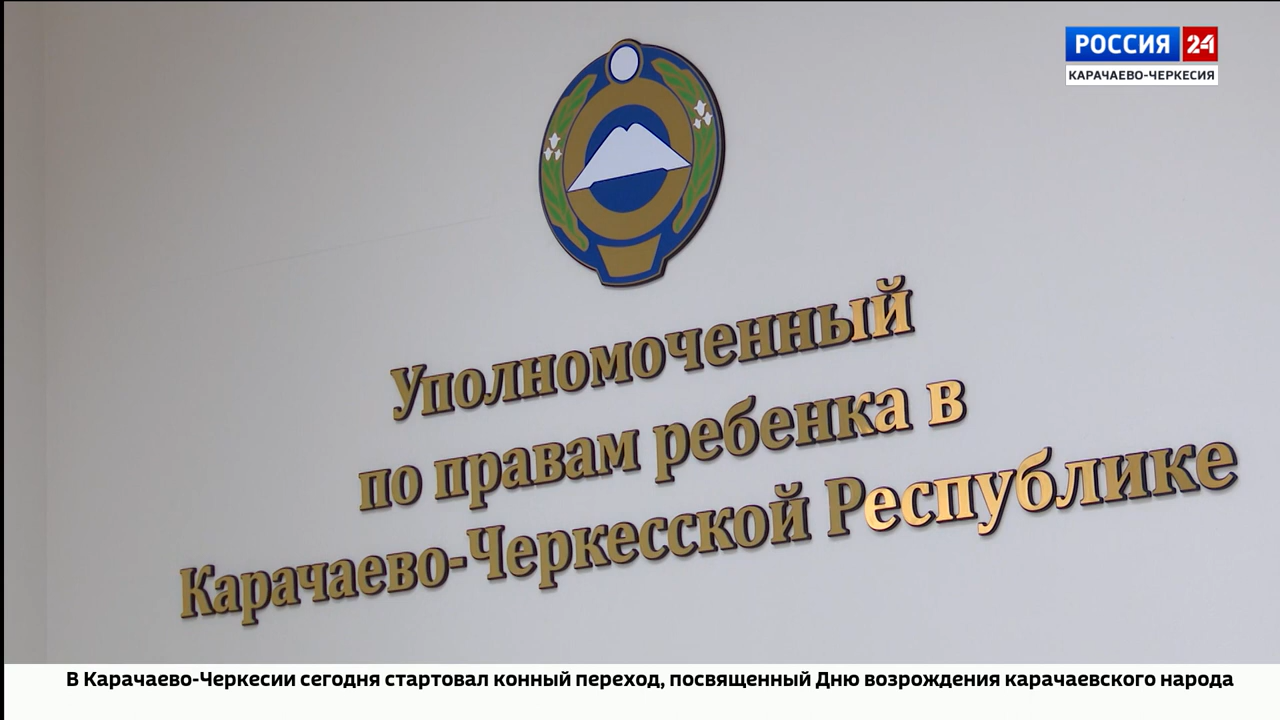 РОССИЯ 24
КАРАЧАЕВО-ЧЕРКЕСИЯ
Уполномоченный
по правам ребенка в
Карачаево-Черкесской Республике
В Карачаево-Черкесии сегодня стартовал конный переход, посвященный Дню возрождения карачаевского народа